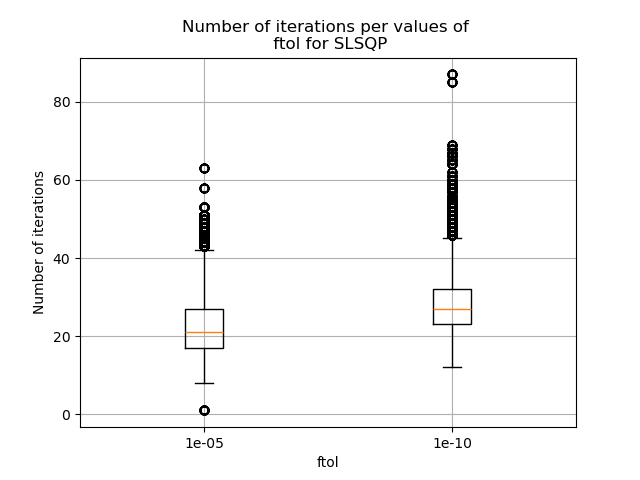 Number of iterations per values of
ftol for SLSQP
Number of iterations
80
60
40
20
0
1e-05
1e-10
ftol